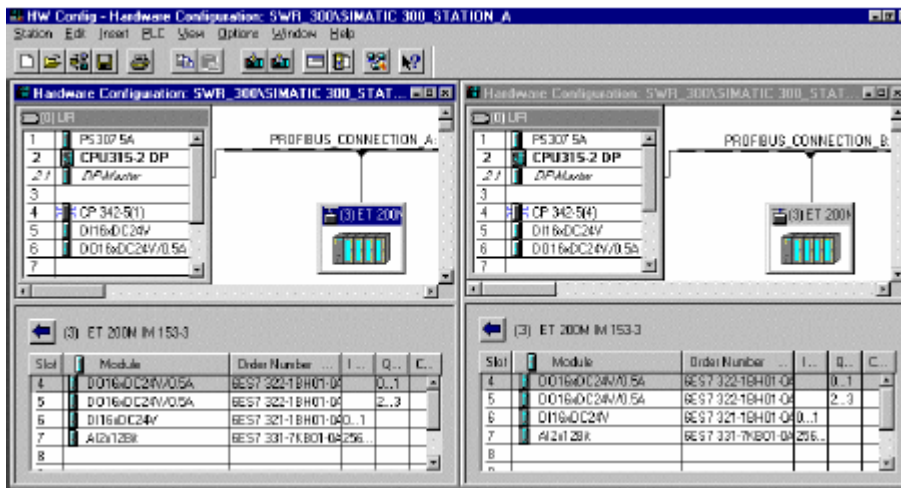 HW Config - Hardware Configuration: SWR_300\SIMATIC 300_STATION_A
Station Edit Insert PLC View Options Window Help
Hardware Configuration: SWR_300\SIMATIC 300_STAT...
(0) UR
1 PS307 5A
2 CPU315-2 DP
2.1 DP-Master
3
4 CP 342-5(1)
5 DI16xDC24V
6 DO16xDC24V/0.5A
7
PROFIBUS_CONNECTION_A:
(3) ET 200M
(3) ET 200M IM 153-3
Slot Module Order Number ... I... Q... C...
4 DO16xDC24V/0.5A 6ES7 322-1BH01-0A 0...1
5 DO16xDC24V/0.5A 6ES7 322-1BH01-0A 2...3
6 DI16xDC24V 6ES7 321-1BH01-0A 0...1
7 AI2x12Bit 6ES7 331-7KB01-0A 256...
8
Hardware Configuration: SWR_300\SIMATIC 300_STAT...
(0) UR
1 PS307 5A
2 CPU315-2 DP
2.1 DP-Master
3
4 CP 342-5(4)
5 DI16xDC24V
6 DO16xDC24V/0.5A
7
PROFIBUS_CONNECTION_B:
(3) ET 200M
(3) ET 200M IM 153-3
Slot Module Order Number ... I... Q... C...
4 DO16xDC24V/0.5A 6ES7 322-1BH01-0A 0...1
5 DO16xDC24V/0.5A 6ES7 322-1BH01-0A 2...3
6 DI16xDC24V 6ES7 321-1BH01-0A 0...1
7 AI2x12Bit 6ES7 331-7KB01-0A 256...
8